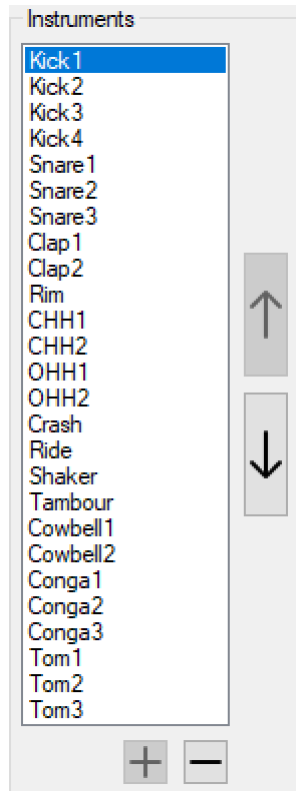 Instruments
Kick1
Kick2
Kick3
Kick4
Snare1
Snare2
Snare3
Clap1
Clap2
Rim
CHH1
CHH2
OHH1
OHH2
Crash
Ride
Shaker
Tambour
Cowbell1
Cowbell2
Conga1
Conga2
Conga3
Tom1
Tom2
Tom3